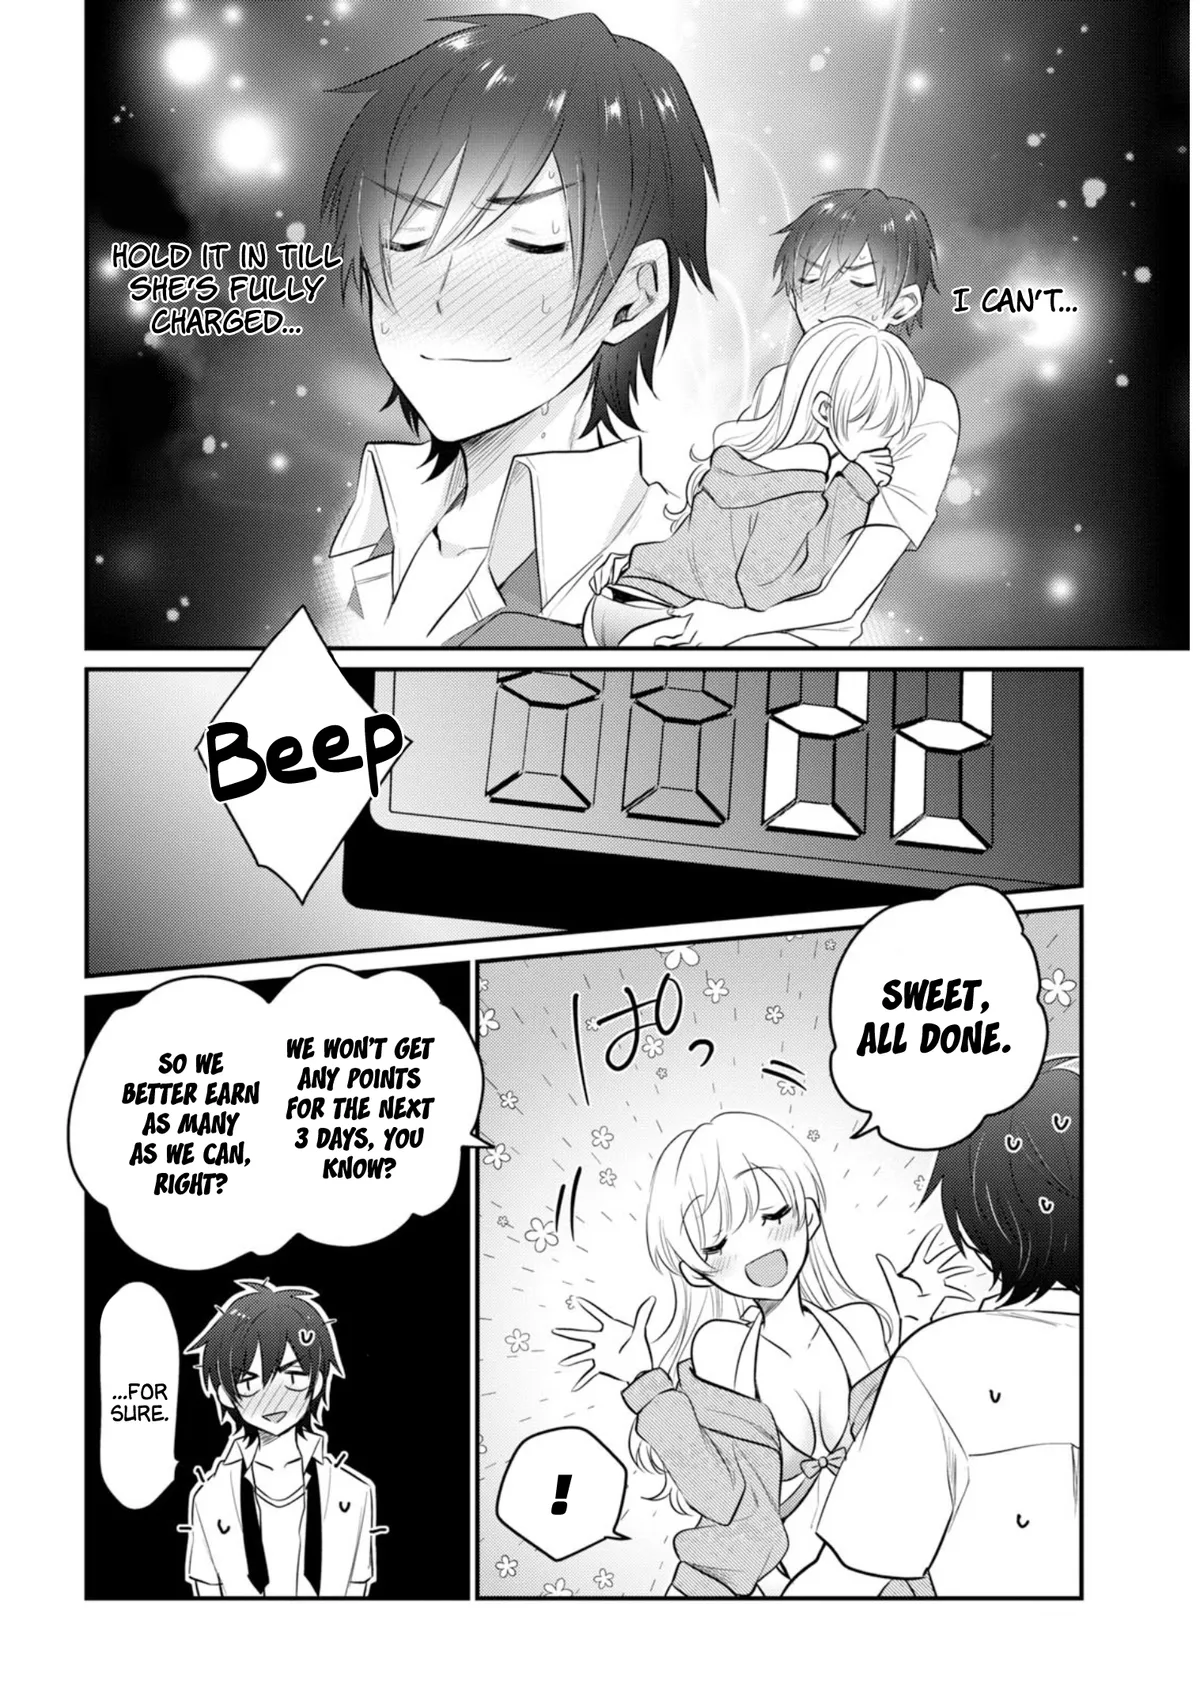 I CAN'T...
HOLD IT IN TILL
SHE'S FULLY
CHARGED...
Beep
SWEET,
ALL DONE.
ぱっ
!
WE WON'T GET
ANY POINTS
FOR THE NEXT
3 DAYS, YOU
KNOW?
SO WE
BETTER EARN
AS MANY
AS WE CAN,
RIGHT?
...FOR
SURE.